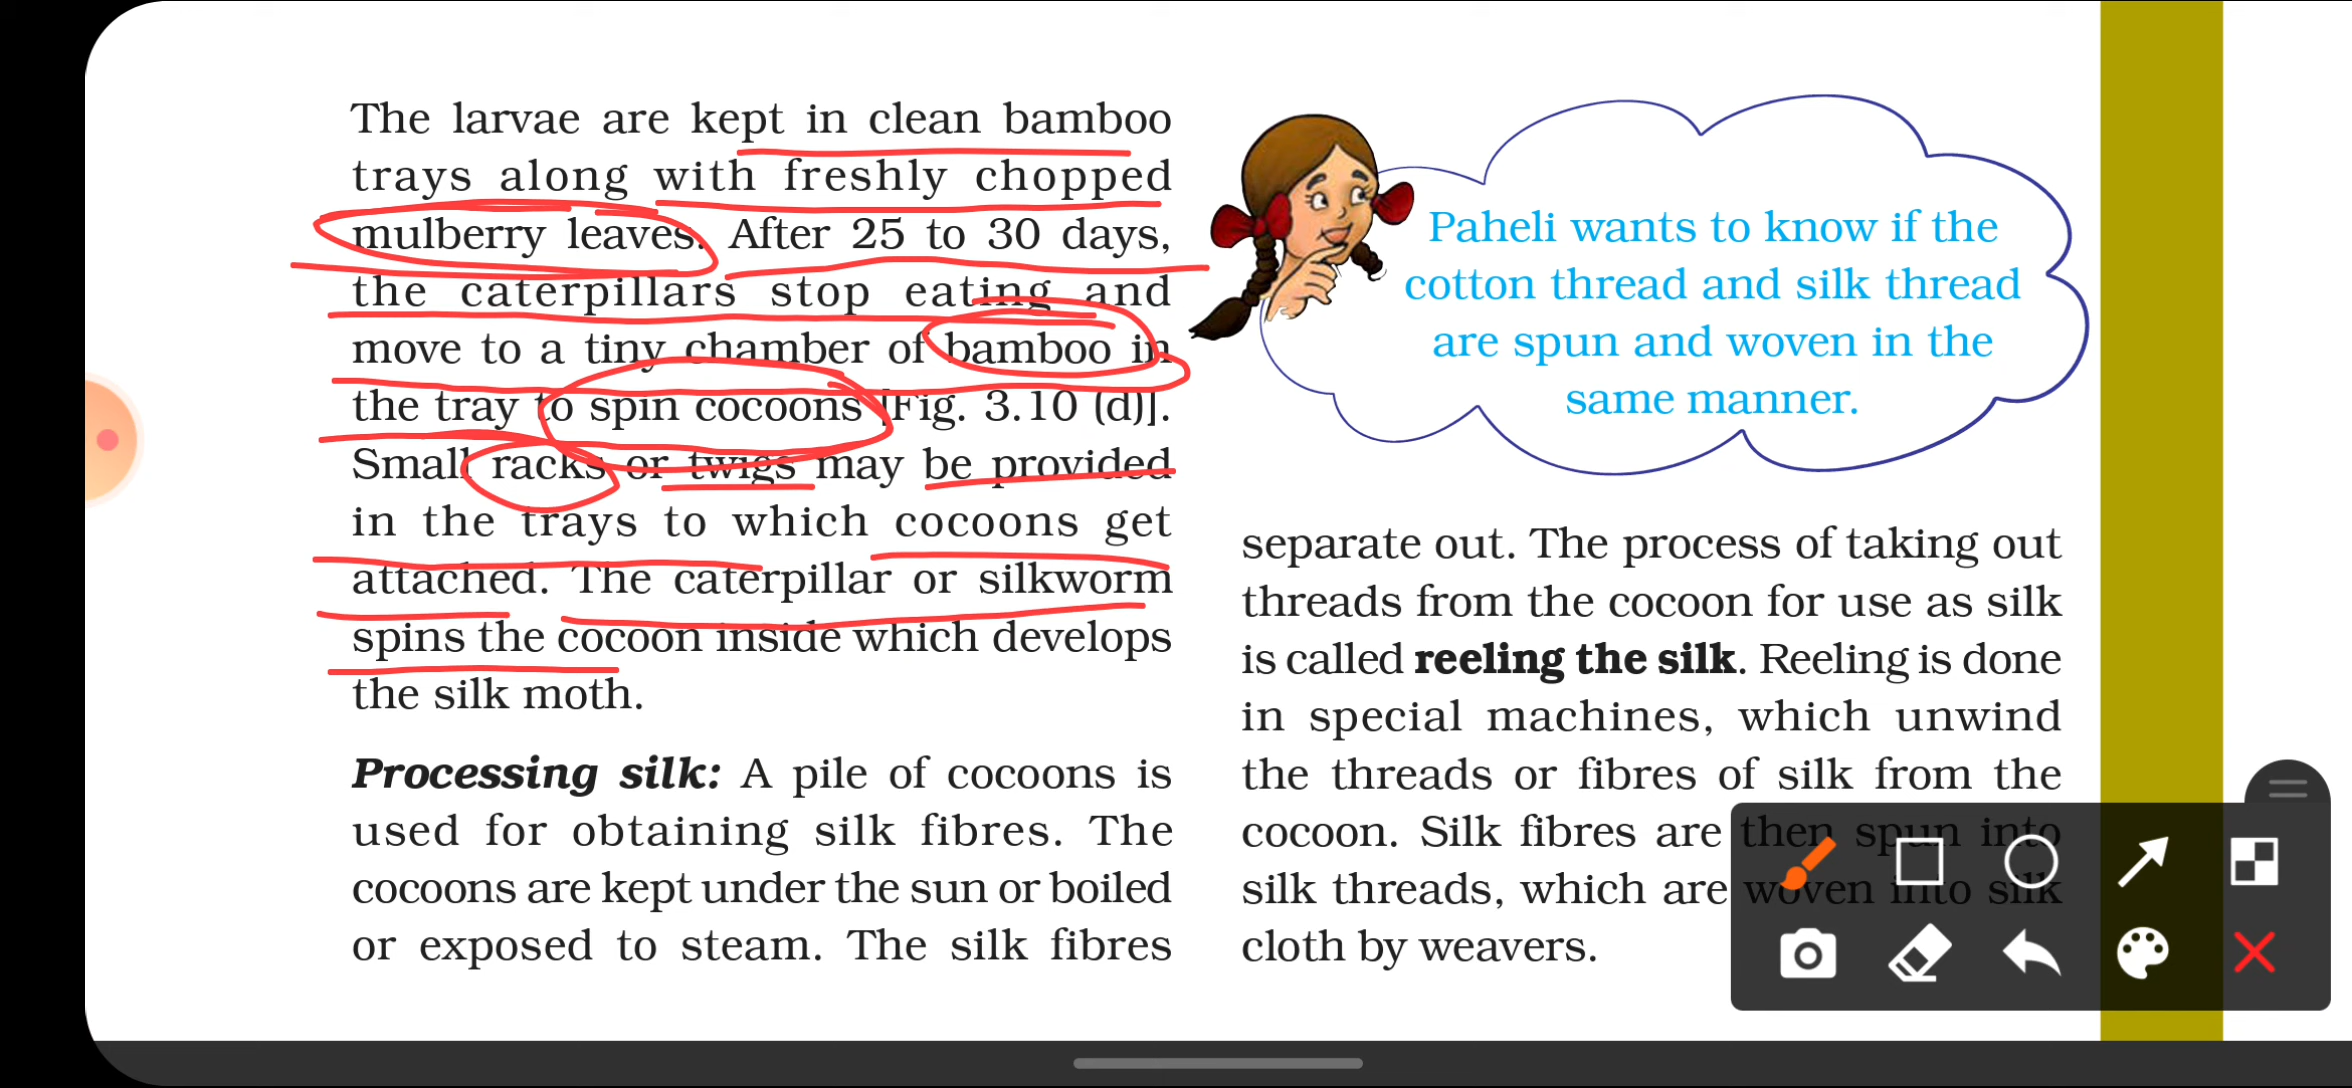 The larvae are kept in clean bamboo
trays along with freshly chopped
mulberry leaves. After 25 to 30 days,
the caterpillars stop eating and
move to a tiny chamber of bamboo in
the tray to spin cocoons [Fig. 3.10 (d)].
Small racks or twigs may be provided
in the trays to which cocoons get
attached. The caterpillar or silkworm
spins the cocoon inside which develops
the silk moth.
Processing silk: A pile of cocoons is
used for obtaining silk fibres. The
cocoons are kept under the sun or boiled
or exposed to steam. The silk fibres
Paheli wants to know if the
cotton thread and silk thread
are spun and woven in the
same manner.
separate out. The process of taking out
threads from the cocoon for use as silk
is called reeling the silk. Reeling is done
in special machines, which unwind
the threads or fibres of silk from the
cocoon. Silk fibres are then spun into
silk threads, which are woven into silk
cloth by weavers.